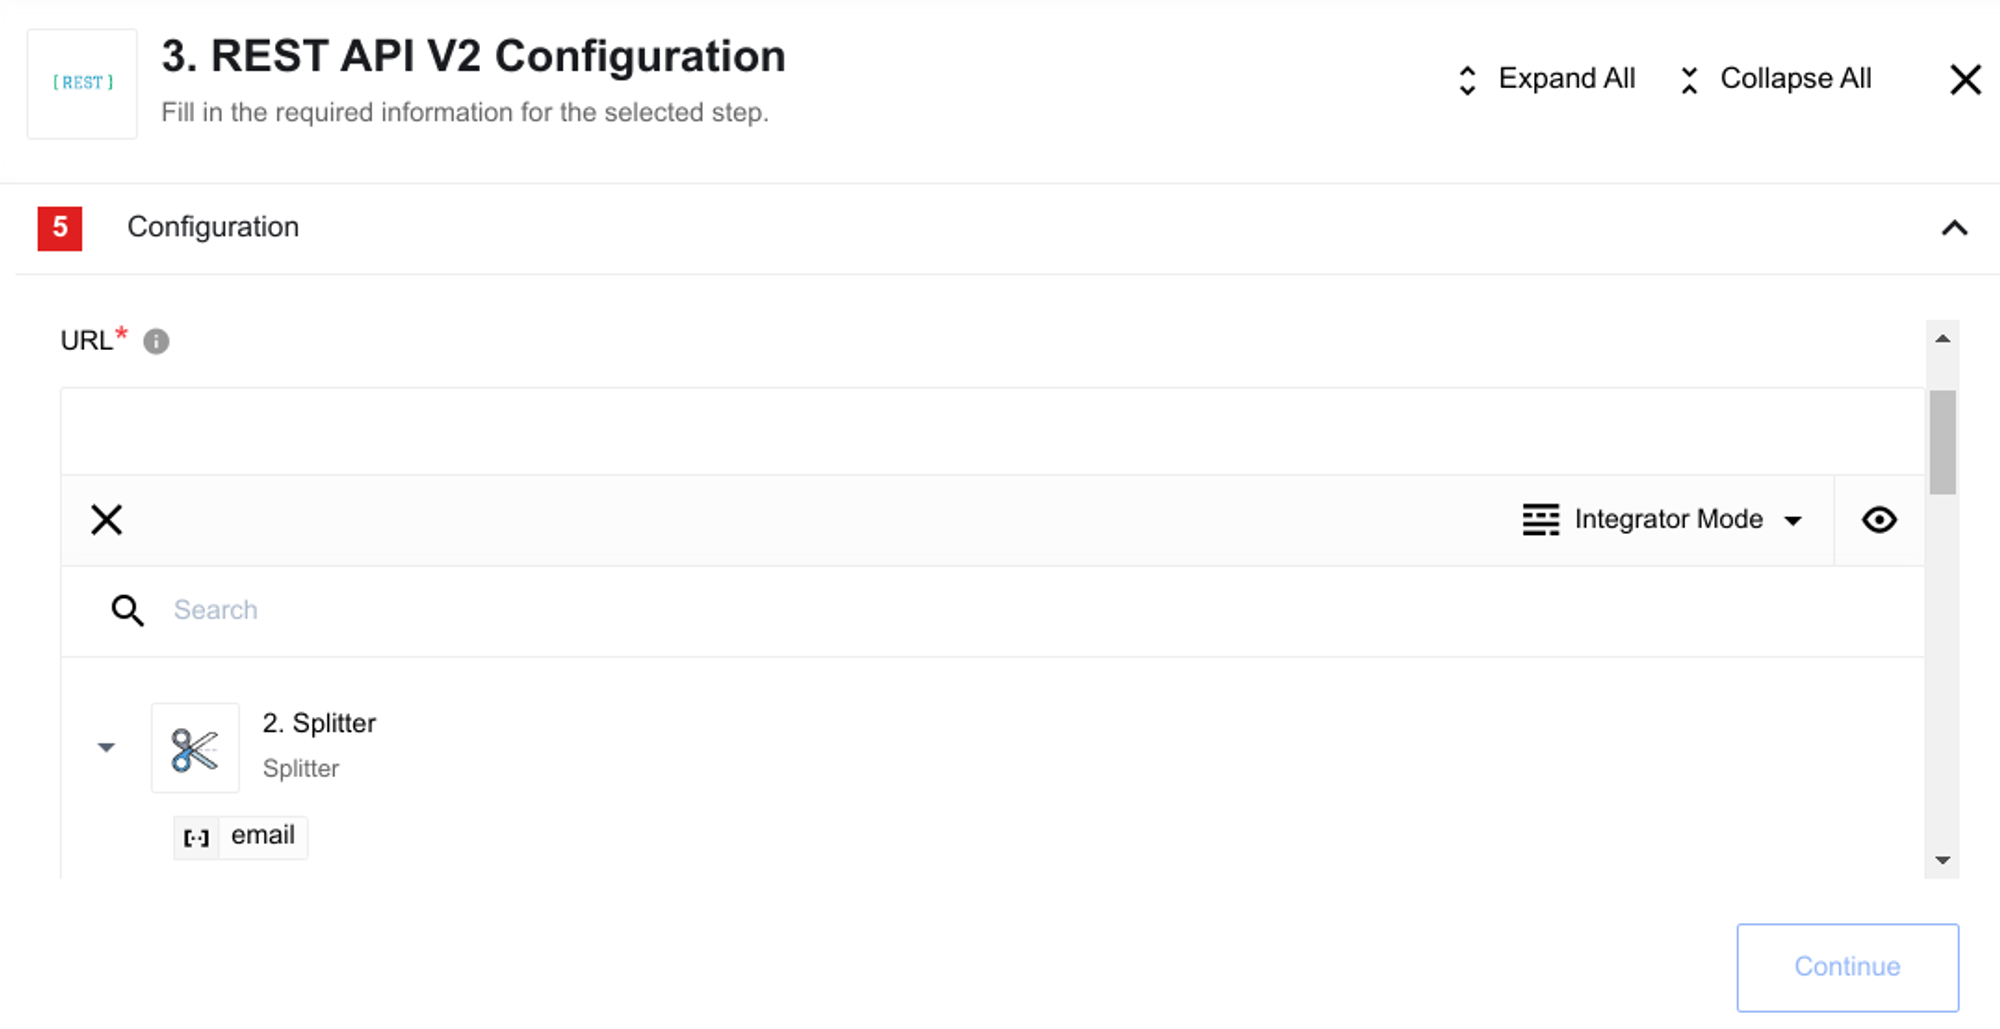 [ REST ]
3. REST API V2 Configuration
Fill in the required information for the selected step.
Expand All
Collapse All
5
Configuration
URL*
Integrator Mode
Search
2. Splitter
Splitter
email
Continue